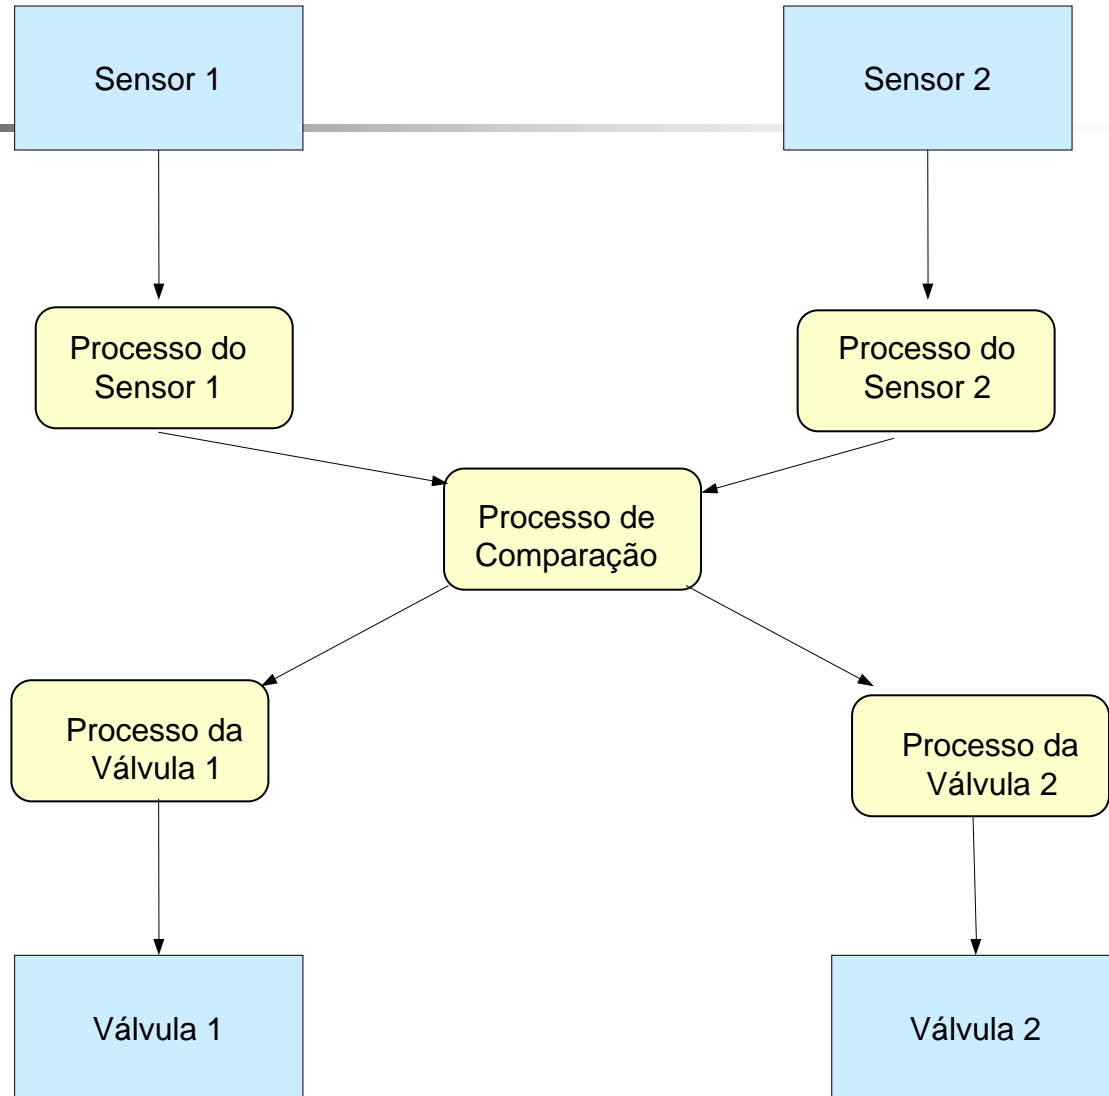 Sensor 1
Sensor 2
Processo do
Sensor 1
Processo do
Sensor 2
Processo de
Comparação
Processo da
Válvula 1
Processo da
Válvula 2
Válvula 1
Válvula 2